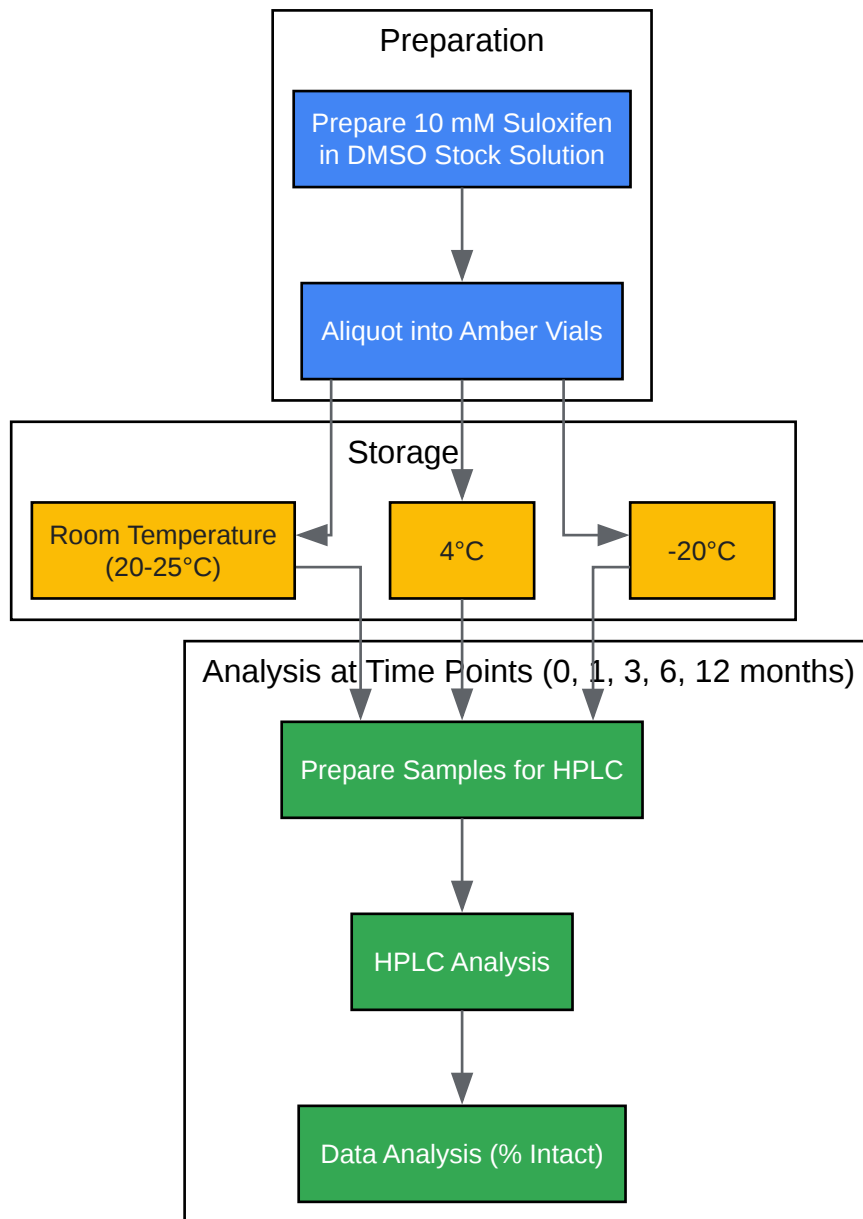 Preparation
Prepare 10 mM Suloxifen
in DMSO Stock Solution
Aliquot into Amber Vials
Storage
Room Temperature
(20-25°C)
4°C
-20°C
Analysis at Time Points (0, 1, 3, 6, 12 months)
Prepare Samples for HPLC
HPLC Analysis
Data Analysis (% Intact)